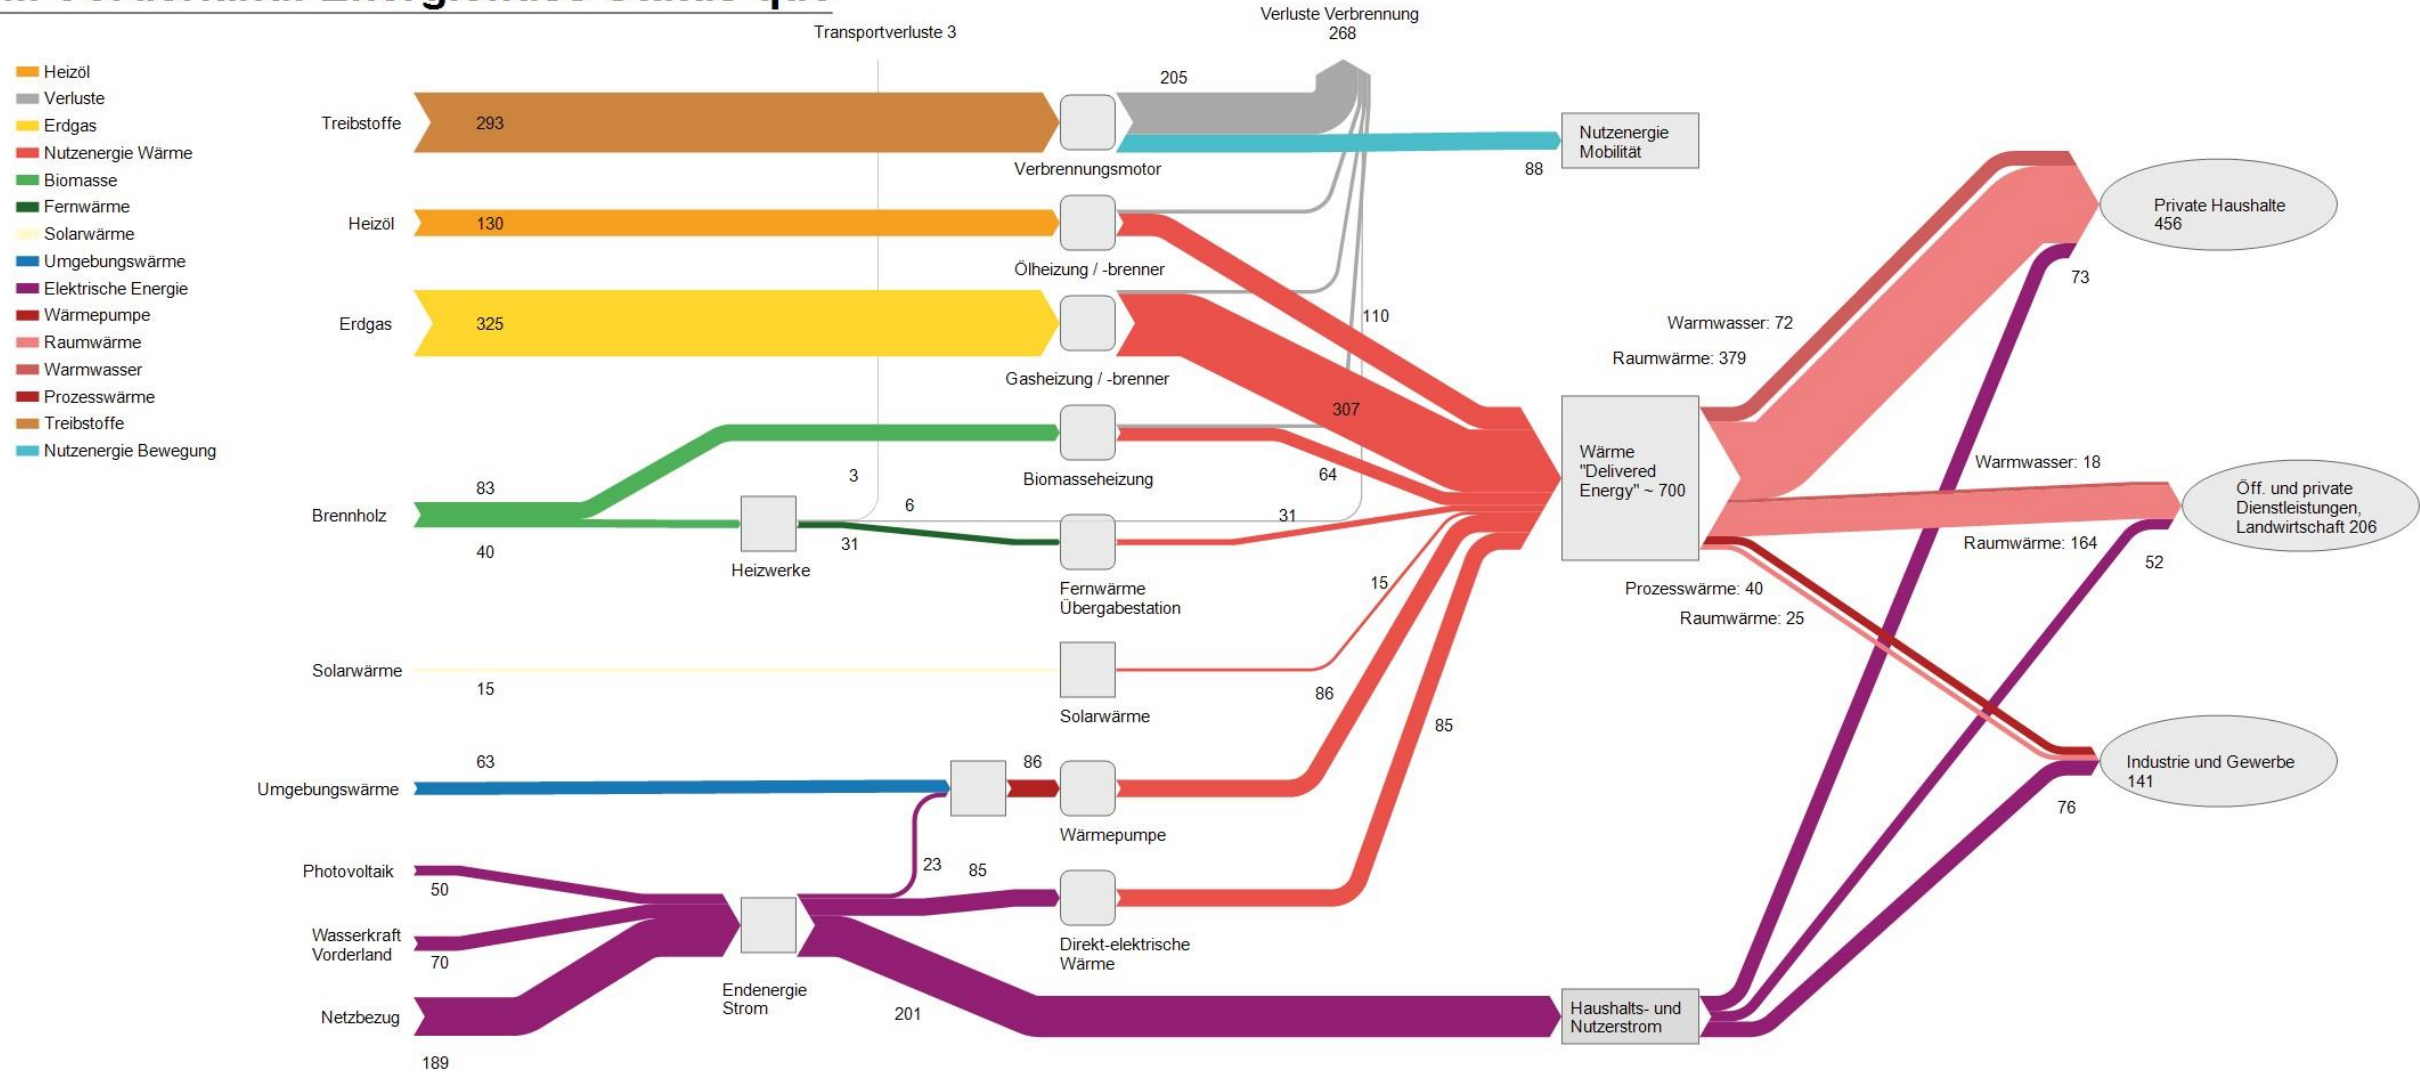 Transportverluste 3
Verluste Verbrennung
268
Heizöl
Verluste
Erdgas
Nutzenergie Wärme
Biomasse
Fernwärme
Solarwärme
Umgebungswärme
Elektrische Energie
Wärmepumpe
Raumwärme
Warmwasser
Prozesswärme
Treibstoffe
Nutzenergie Bewegung
Treibstoffe
293
205
Verbrennungsmotor
Nutzenergie
Mobilität
88
Heizöl
130
Ölheizung / -brenner
110
Erdgas
325
Gasheizung / -brenner
307
Brennholz
83
40
Biomasseheizung
64
3
6
31
Heizwerke
31
Fernwärme
Übergabestation
Solarwärme
15
15
Solarwärme
Umgebungswärme
63
86
86
Wärmepumpe
Photovoltaik
50
23
85
85
Wasserkraft
Vorderland
70
Direkt-elektrische
Wärme
Netzbezug
189
Endenergie
Strom
201
Wärme
"Delivered
Energy" ~ 700
Haushalts- und
Nutzerstrom
Warmwasser: 72
Raumwärme: 379
Private Haushalte
456
73
Warmwasser: 18
Raumwärme: 164
Öff. und private
Dienstleistungen,
Landwirtschaft 206
52
Prozesswärme: 40
Raumwärme: 25
Industrie und Gewerbe
141
76